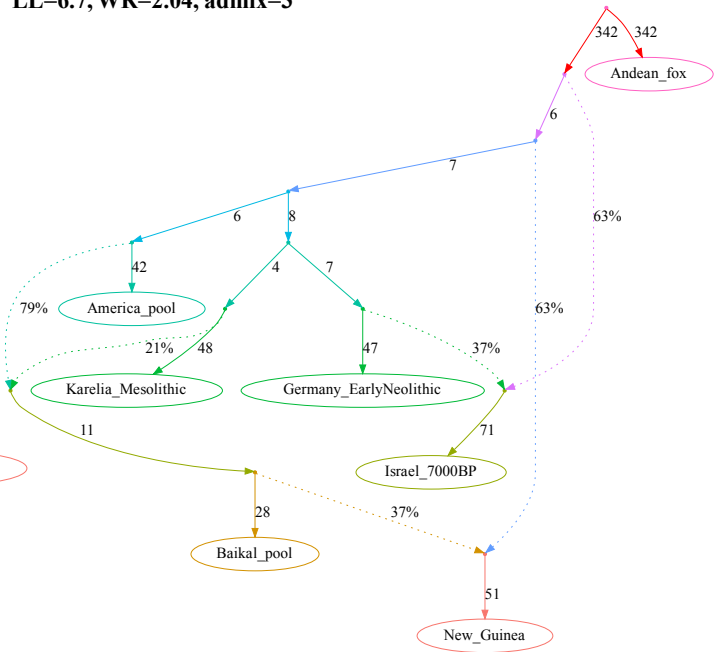 LL=6.7, WR=2.04, admix=3
342 342
Andean_fox
6
7
63%
6 8
42 4 7
America_pool
79% 63%
21% 48 47 37%
Karelia_Mesolithic Germany_EarlyNeolithic
11 71
Israel_7000BP
28 37%
Baikal_pool
51
New_Guinea